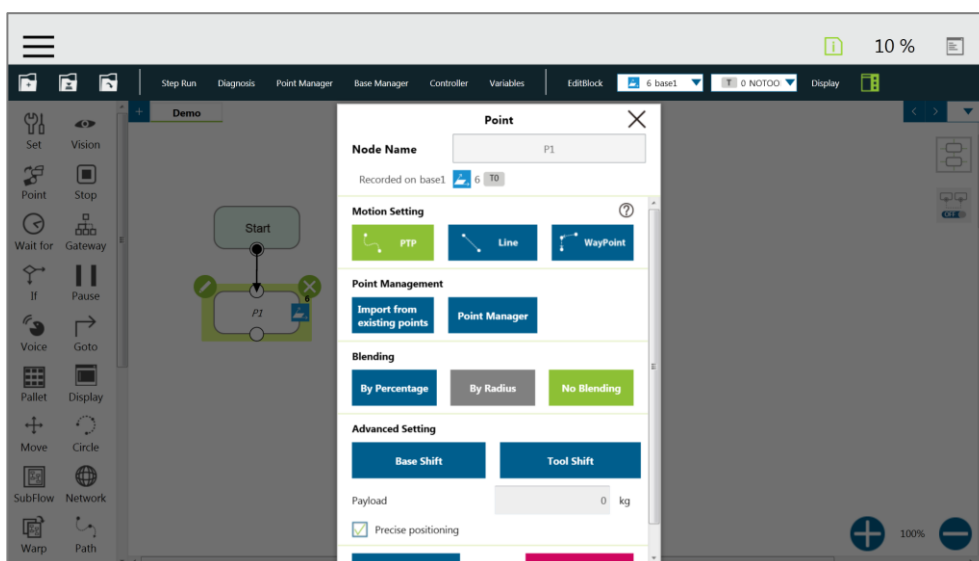 10 %
Step Run Diagnosis Point Manager Base Manager Controller Variables EditBlock 6 base1 T 0 NOTOO Display
Demo
Set Vision
Point Stop
Wait for Gateway
If Pause
Voice Goto
Pallet Display
Move Circle
SubFlow Network
Warp Path
Start
6
P1
Point
Node Name P1
Recorded on base1 6 T0
Motion Setting
PTP Line WayPoint
Point Management
Import from
existing points
Point Manager
Blending
By Percentage By Radius No Blending
Advanced Setting
Base Shift Tool Shift
Payload 0 kg
Precise positioning
OFF
100%